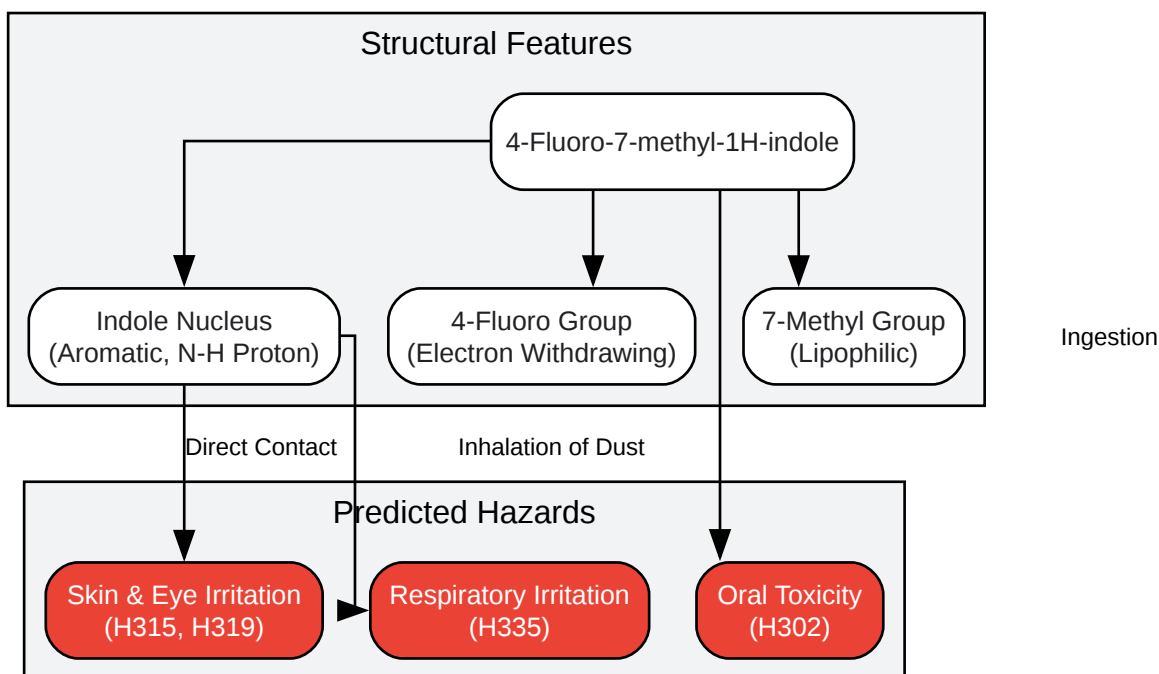 Structural Features
4-Fluoro-7-methyl-1H-indole
Indole Nucleus
(Aromatic, N-H Proton)
4-Fluoro Group
(Electron Withdrawing)
7-Methyl Group
(Lipophilic)
Ingestion
Direct Contact
Inhalation of Dust
Predicted Hazards
Skin & Eye Irritation
(H315, H319)
Respiratory Irritation
(H335)
Oral Toxicity
(H302)